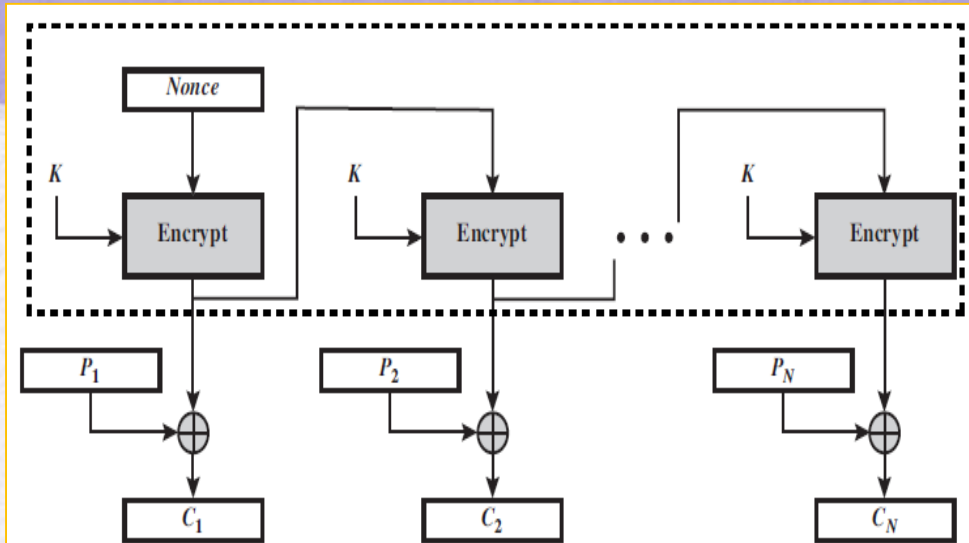 Nonce
K
K
K
Encrypt
Encrypt
• • •
Encrypt
P1
P2
PN
C1
C2
CN